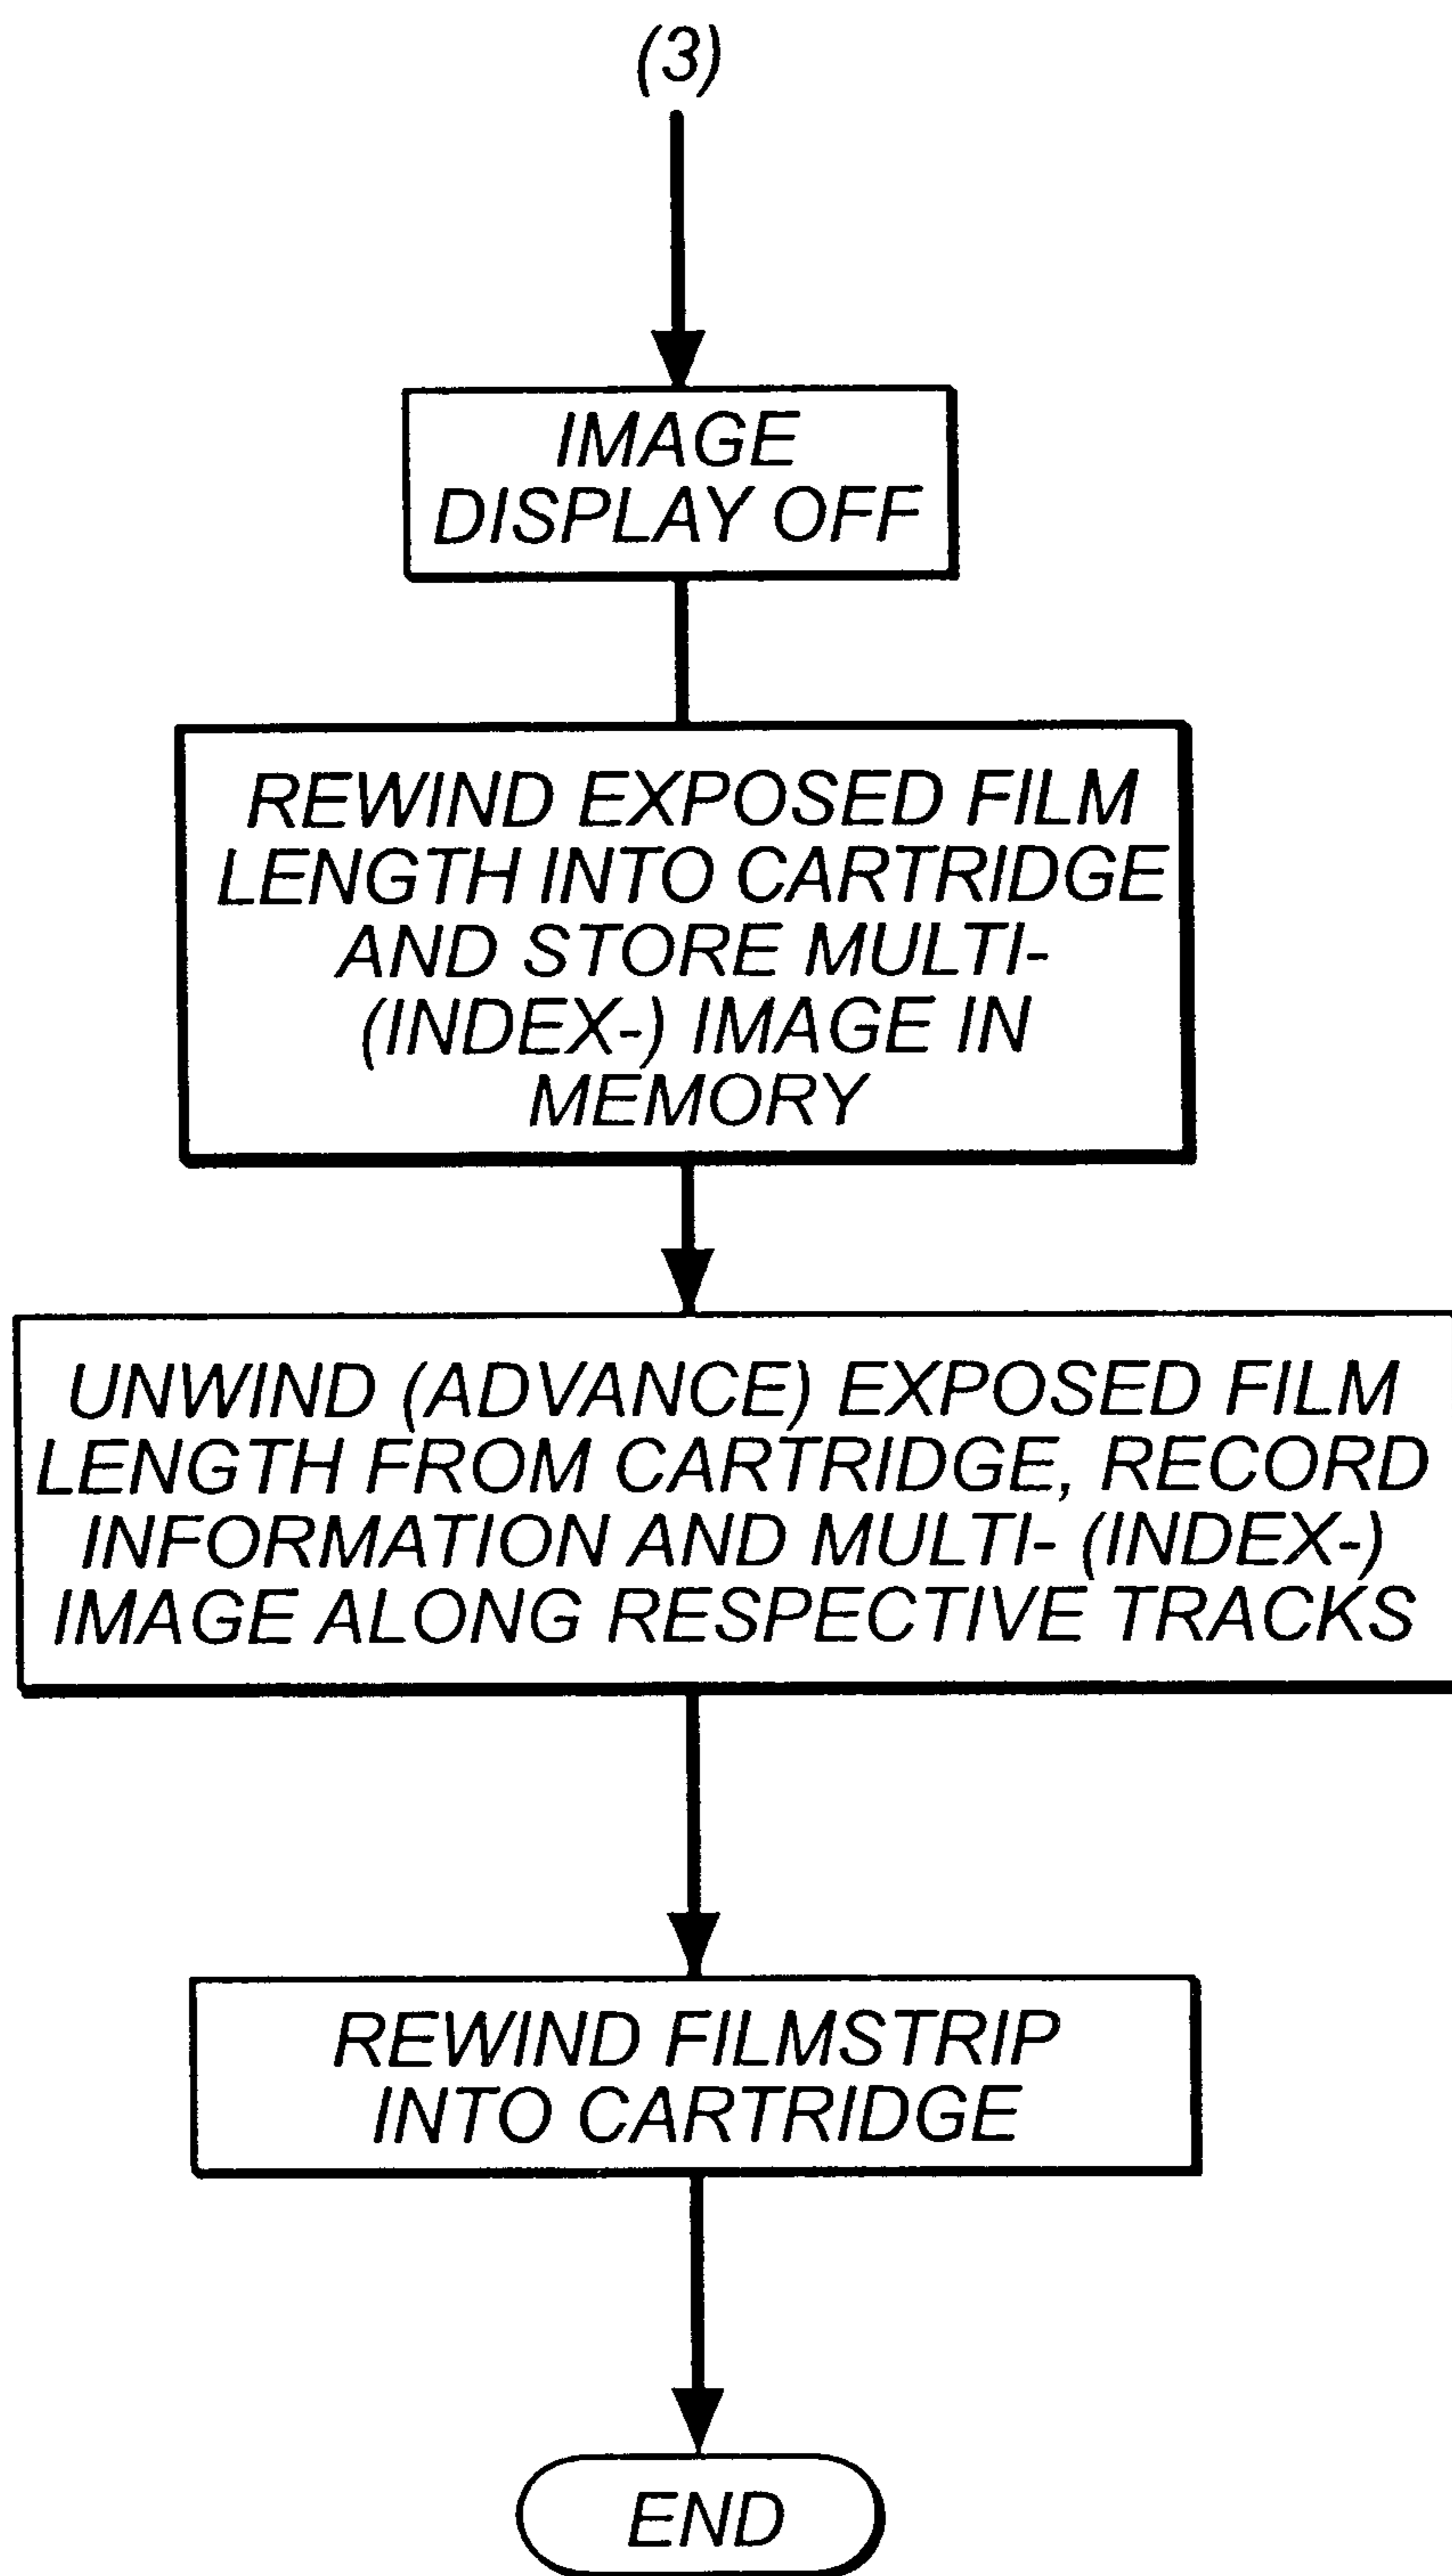 (3)
IMAGE
DISPLAY OFF
REWIND EXPOSED FILM
LENGTH INTO CARTRIDGE
AND STORE MULTI-
(INDEX-) IMAGE IN
MEMORY
UNWIND (ADVANCE) EXPOSED FILM
LENGTH FROM CARTRIDGE, RECORD
INFORMATION AND MULTI- (INDEX-)
IMAGE ALONG RESPECTIVE TRACKS
REWIND FILMSTRIP
INTO CARTRIDGE
END